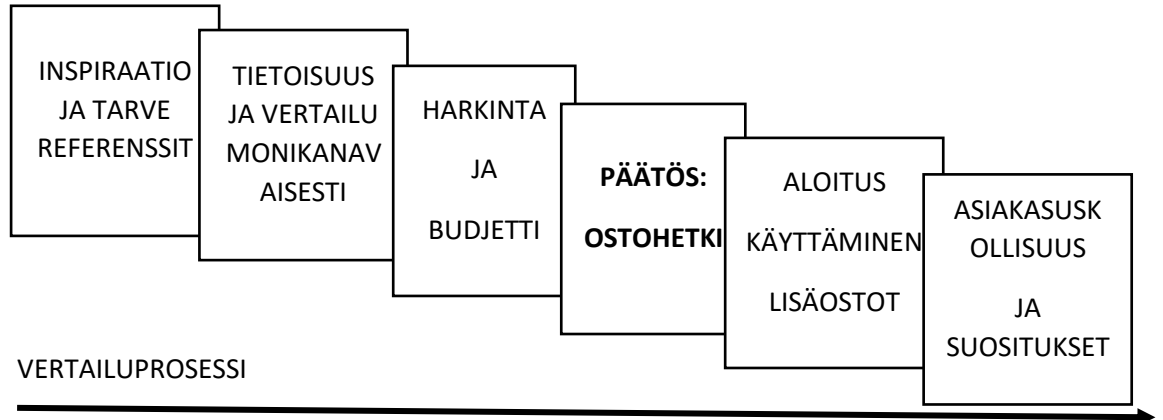 INSPIRAATIO
JA TARVE
REFERENSSIT
TIETOISUUS
JA VERTAILU
MONIKANAV
AISESTI
HARKINTA
JA
BUDJETTI
PÄÄTÖS:
OSTOHETKI
ALOITUS
KÄYTTÄMINEN
LISÄOSTOT
ASIAKASUSK
OLLISUUS
JA
SUOSITUKSET
VERTAILUPROSESSI